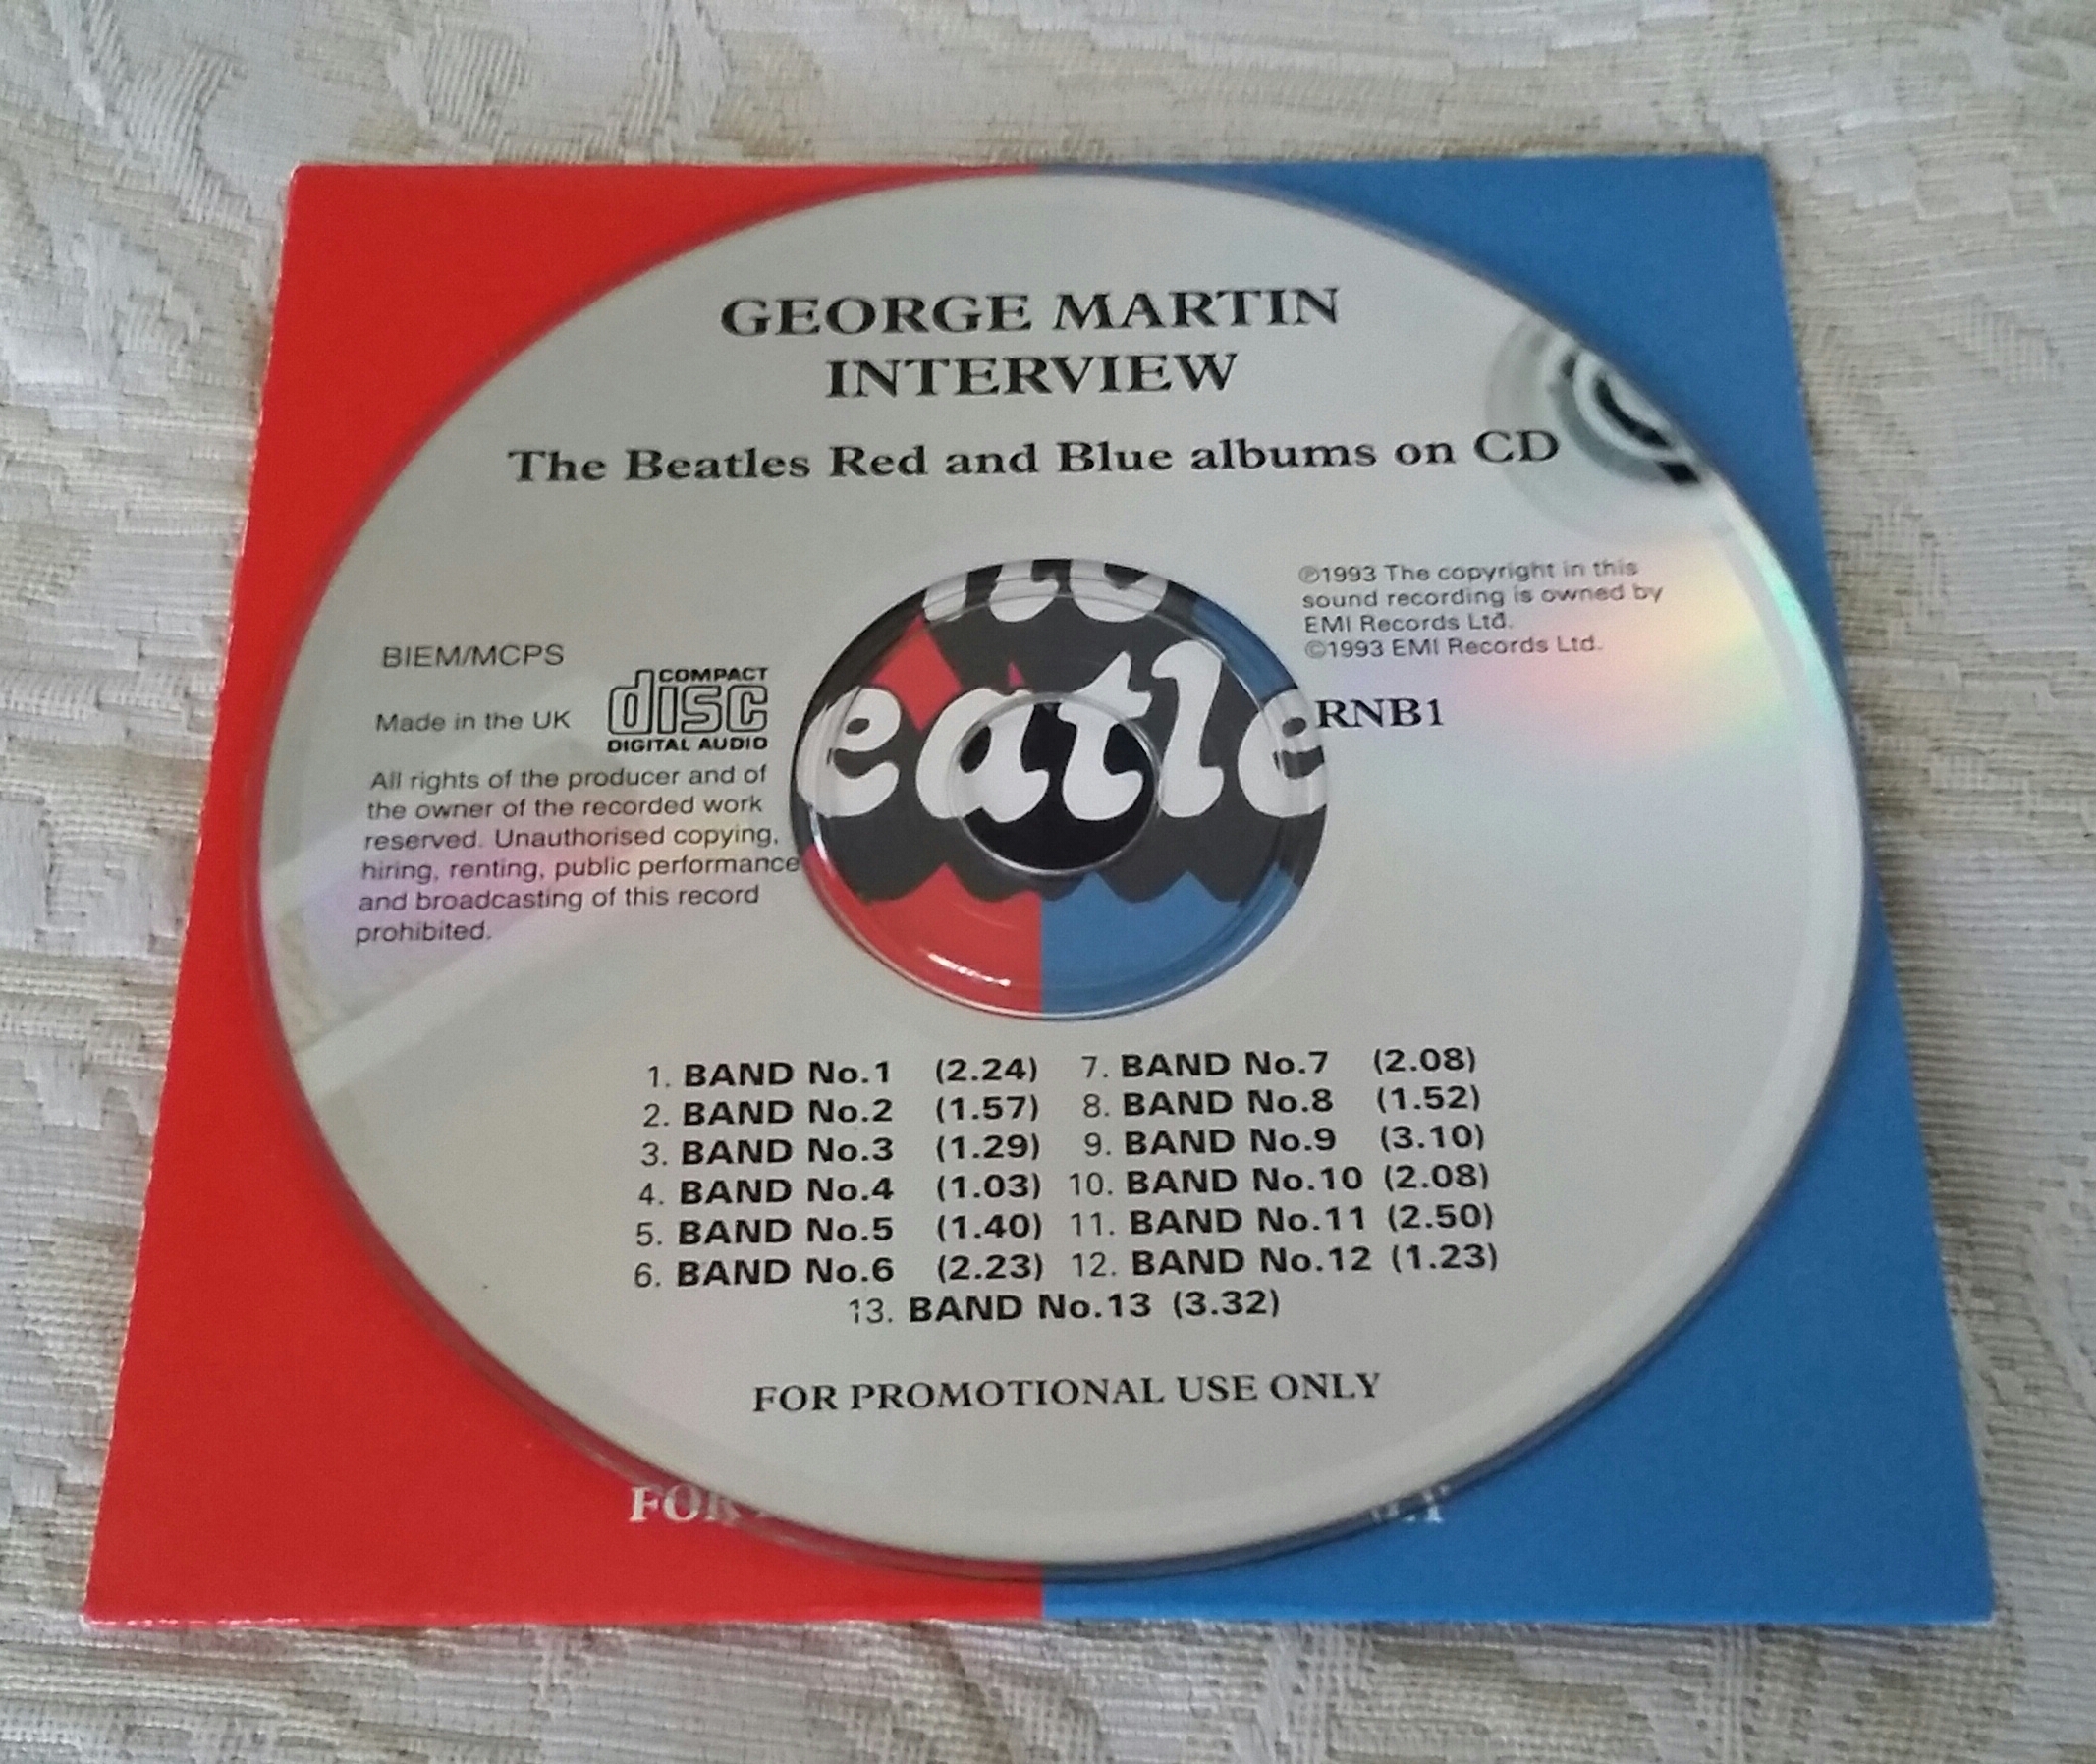 GEORGE MARTIN
INTERVIEW
The Beatles Red and Blue albums on CD
℗1993 The copyright in this
sound recording is owned by
EMI Records Ltd.
©1993 EMI Records Ltd.
RNB1
BIEM/MCPS
Made in the UK
COMPACT
disc
DIGITAL AUDIO
All rights of the producer and of
the owner of the recorded work
reserved. Unauthorised copying,
hiring, renting, public performance
and broadcasting of this record
prohibited.
eatle
1. BAND No.1 (2.24) 7. BAND No.7 (2.08)
2. BAND No.2 (1.57) 8. BAND No.8 (1.52)
3. BAND No.3 (1.29) 9. BAND No.9 (3.10)
4. BAND No.4 (1.03) 10. BAND No.10 (2.08)
5. BAND No.5 (1.40) 11. BAND No.11 (2.50)
6. BAND No.6 (2.23) 12. BAND No.12 (1.23)
13. BAND No.13 (3.32)
FOR PROMOTIONAL USE ONLY
FOR